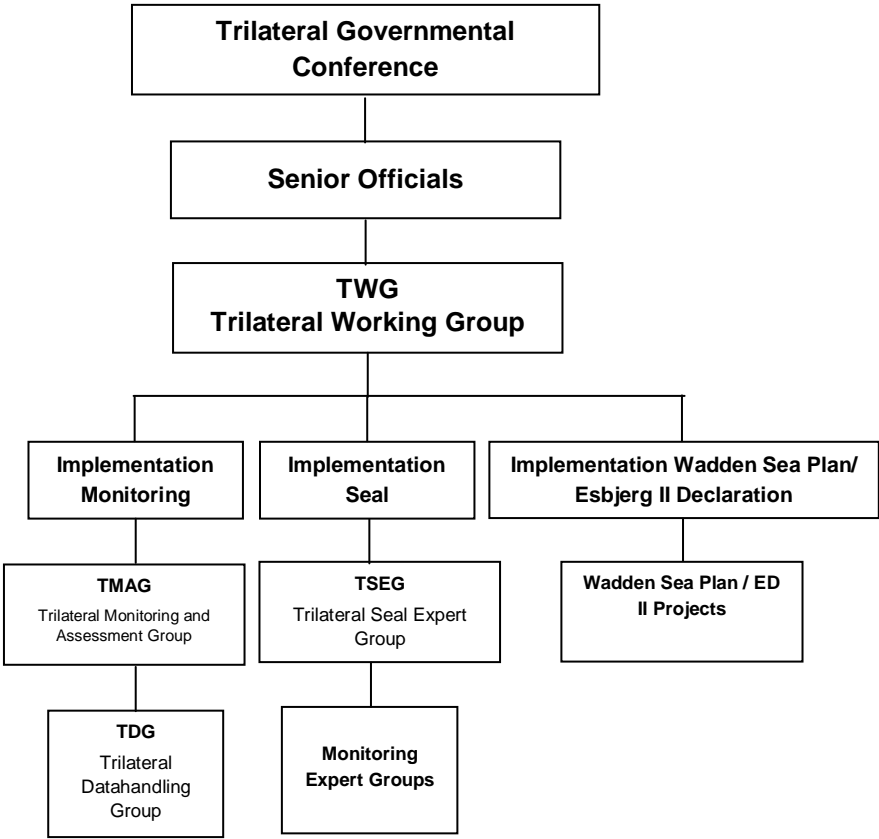 Trilateral Governmental
Conference
Senior Officials
TWG
Trilateral Working Group
Implementation
Monitoring
Implementation
Seal
Implementation Wadden Sea Plan/
Esbjerg II Declaration
TMAG
Trilateral Monitoring and
Assessment Group
TSEG
Trilateral Seal Expert
Group
Wadden Sea Plan / ED
II Projects
TDG
Trilateral
Datahandling
Group
Monitoring
Expert Groups